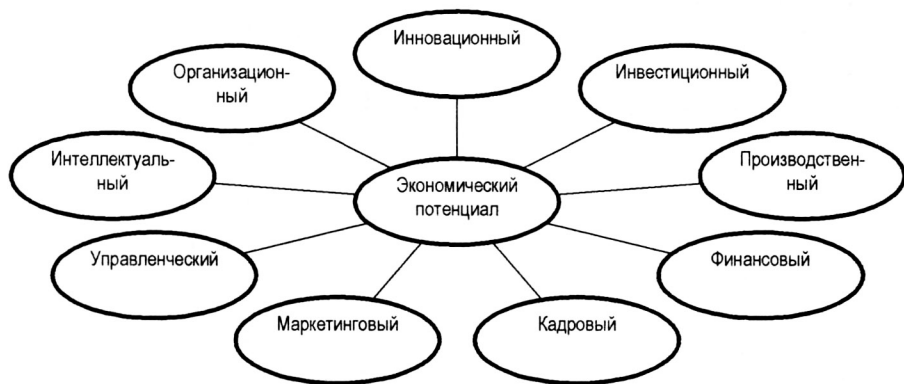 Инновационный
Организацион-
ный
Инвестиционный
Интеллектуаль-
ный
Экономический
потенциал
Производствен-
ный
Управленческий
Финансовый
Маркетинговый
Кадровый